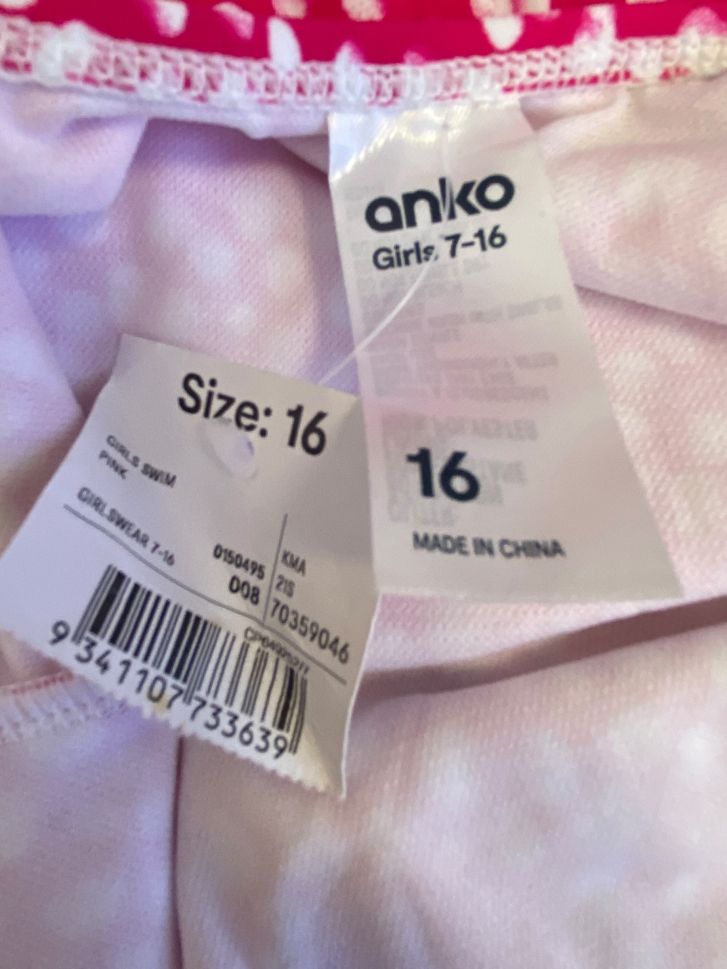 anko
Girls 7-16
16
MADE IN CHINA
Size: 16
GIRLS SWIM
PINK
GIRLSWEAR 7-16
0150495 KMA
D08 21S
70359046
9 341107 733639